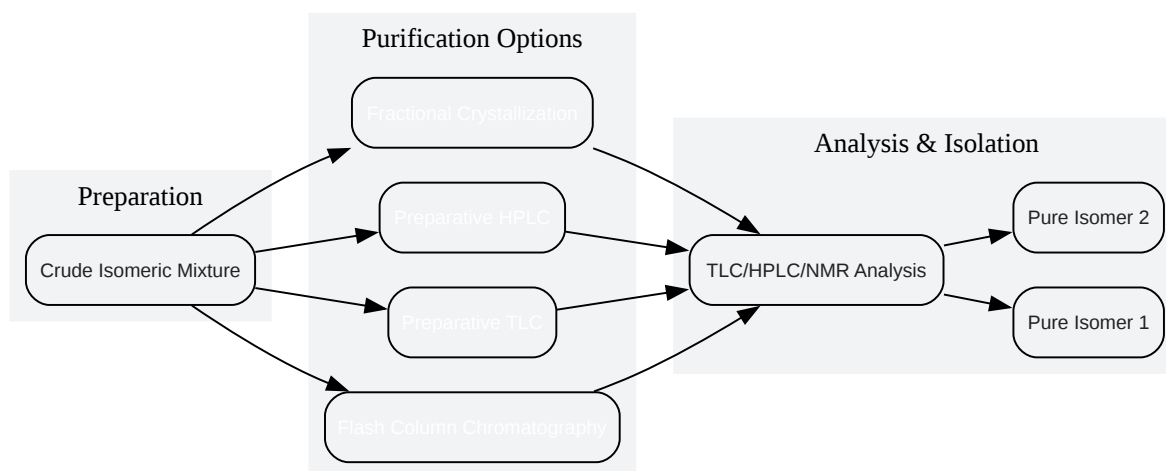 Purification Options
Fractional Crystallization
Analysis & Isolation
Preparation
Preparative HPLC
Pure Isomer 2
Crude Isomeric Mixture
TLC/HPLC/NMR Analysis
Preparative TLC
Pure Isomer 1
Flash Column Chromatography